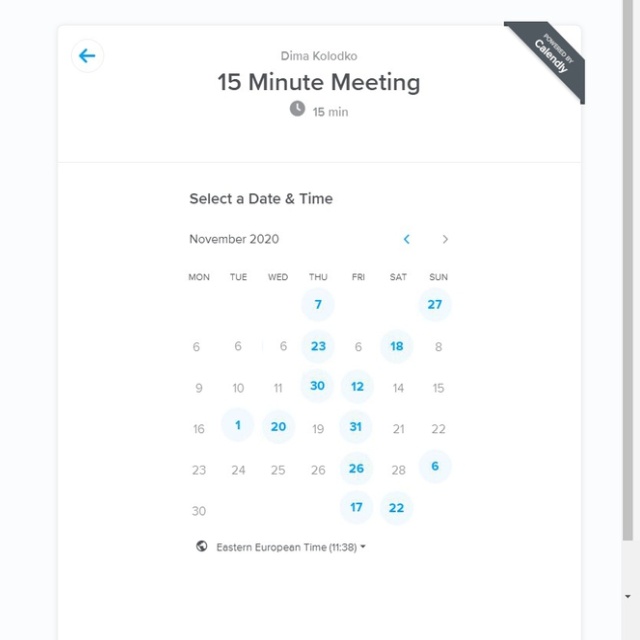 POWERED BY
Calendly
Dima Kolodko
15 Minute Meeting
15 min
Select a Date & Time
November 2020
MON TUE WED THU FRI SAT SUN
7 27
6 6 6 23 6 18 8
9 10 11 30 12 14 15
16 1 20 19 31 21 22
23 24 25 26 26 28 6
30 17 22
Eastern European Time (11:38)